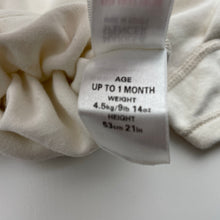 AGE
UP TO 1 MONTH
WEIGHT
4.5kg/9lb 14oz
HEIGHT
53cm 21in